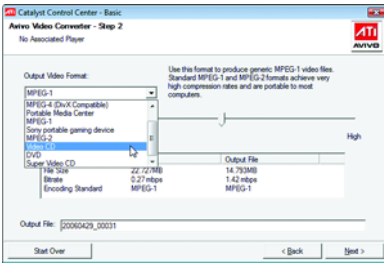 Catalyst Control Center - Basic
Avivo Video Converter - Step 2
No Associated Player
ATI
AVIVO
Output Video Format:
MPEG-1
Use this format to produce generic MPEG-1 video files.
Standard MPEG-1 and MPEG-2 formats achieve very
high compression rates and are portable to most
computers.
MPEG-4 (DivX Compatible)
Portable Media Center
MPEG-1
Sony portable gaming device
MPEG-2
Video CD
DVD
Super Video CD
High
Output File
File Size 22.727MB 14.793MB
Bitrate 0.27 mbps 1.42 mbps
Encoding Standard MPEG-1 MPEG-1
Output File: 20060429_00031
Start Over
< Back
Next >